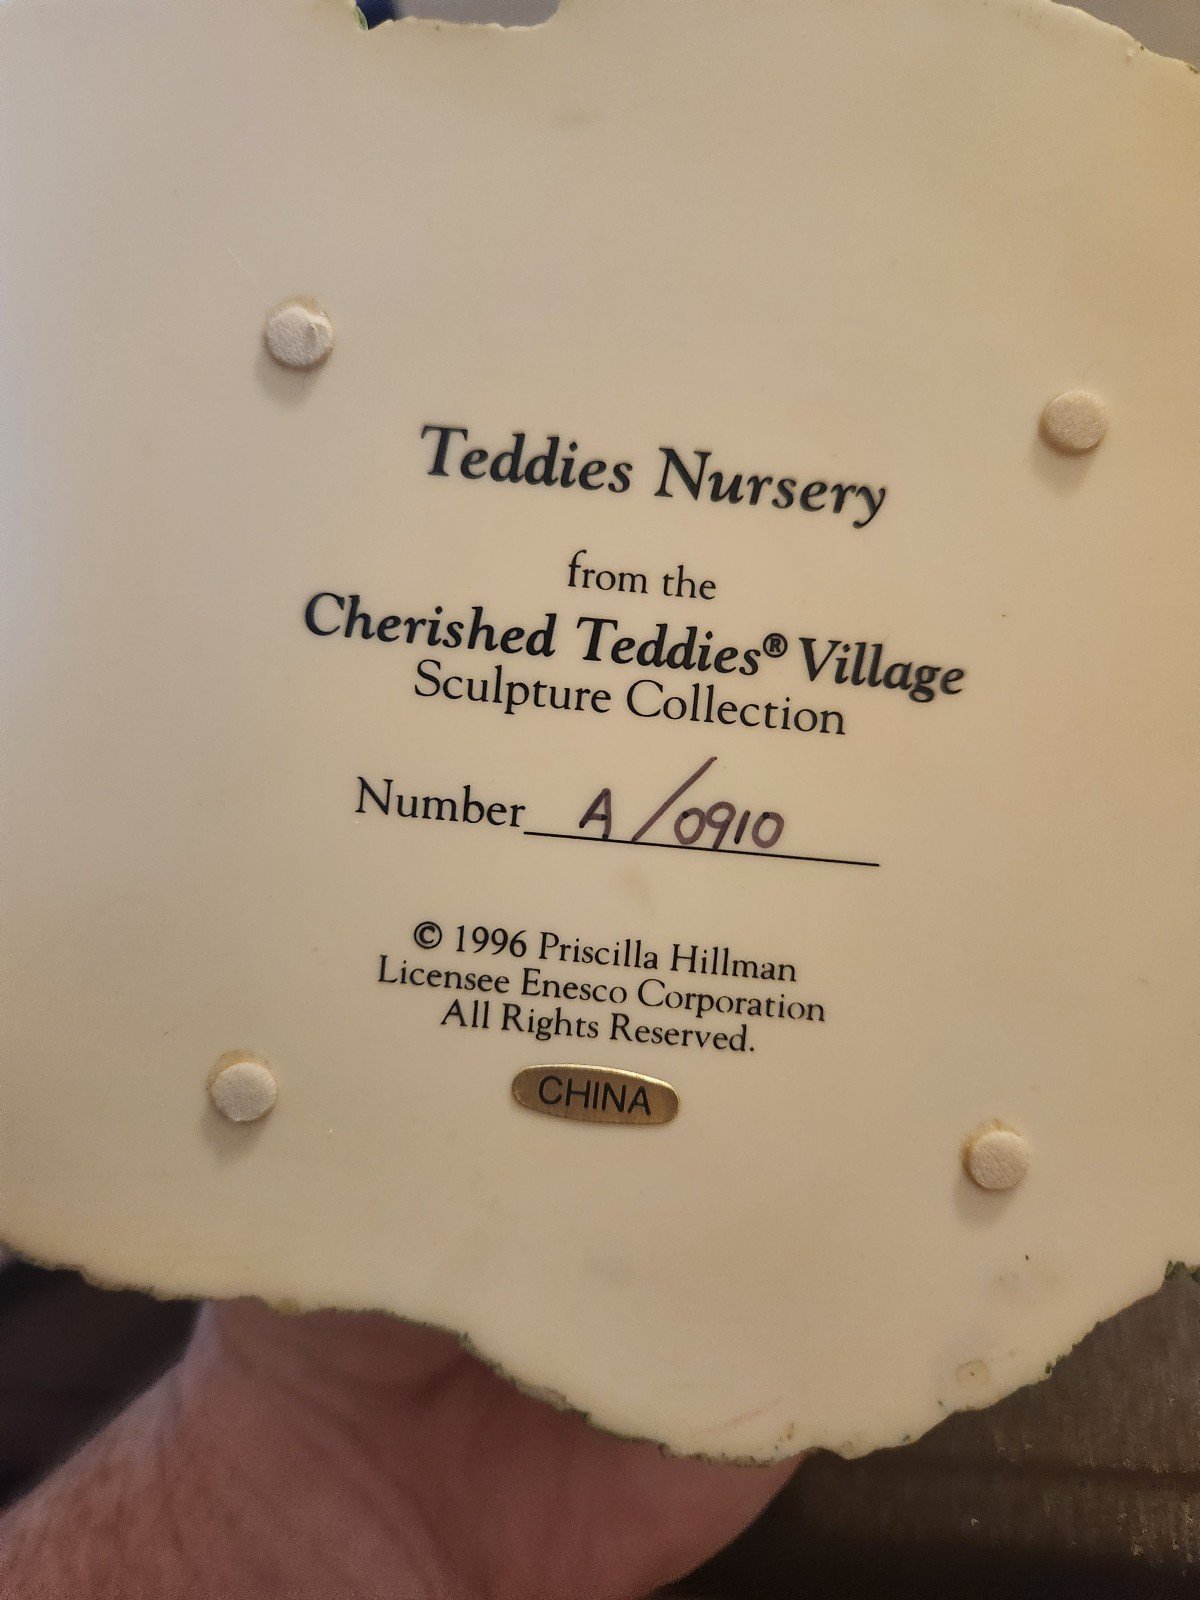 Teddies Nursery
from the
Cherished Teddies® Village
Sculpture Collection
Number A/0910
© 1996 Priscilla Hillman
Licensee Enesco Corporation
All Rights Reserved.
CHINA